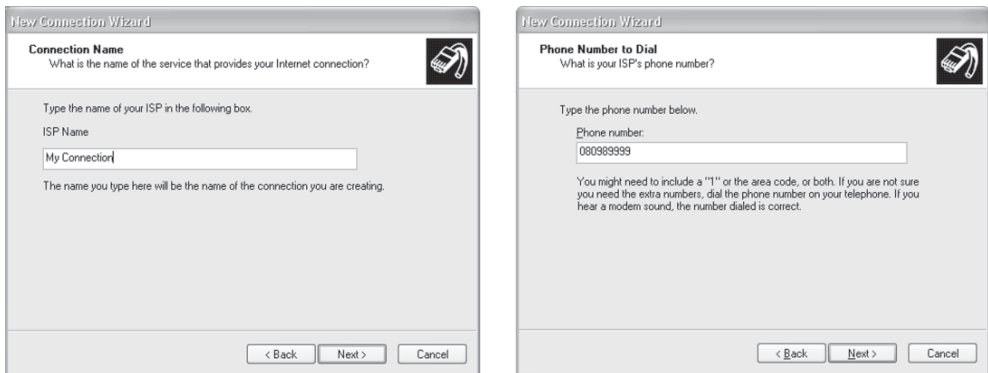 New Connection Wizard
Connection Name
What is the name of the service that provides your Internet connection?
Type the name of your ISP in the following box.
ISP Name
My Connection
The name you type here will be the name of the connection you are creating.
< Back
Next >
Cancel
New Connection Wizard
Phone Number to Dial
What is your ISP's phone number?
Type the phone number below.
Phone number:
080989999
You might need to include a "1" or the area code, or both. If you are not sure
you need the extra numbers, dial the phone number on your telephone. If you
hear a modem sound, the number dialed is correct.
< Back
Next >
Cancel